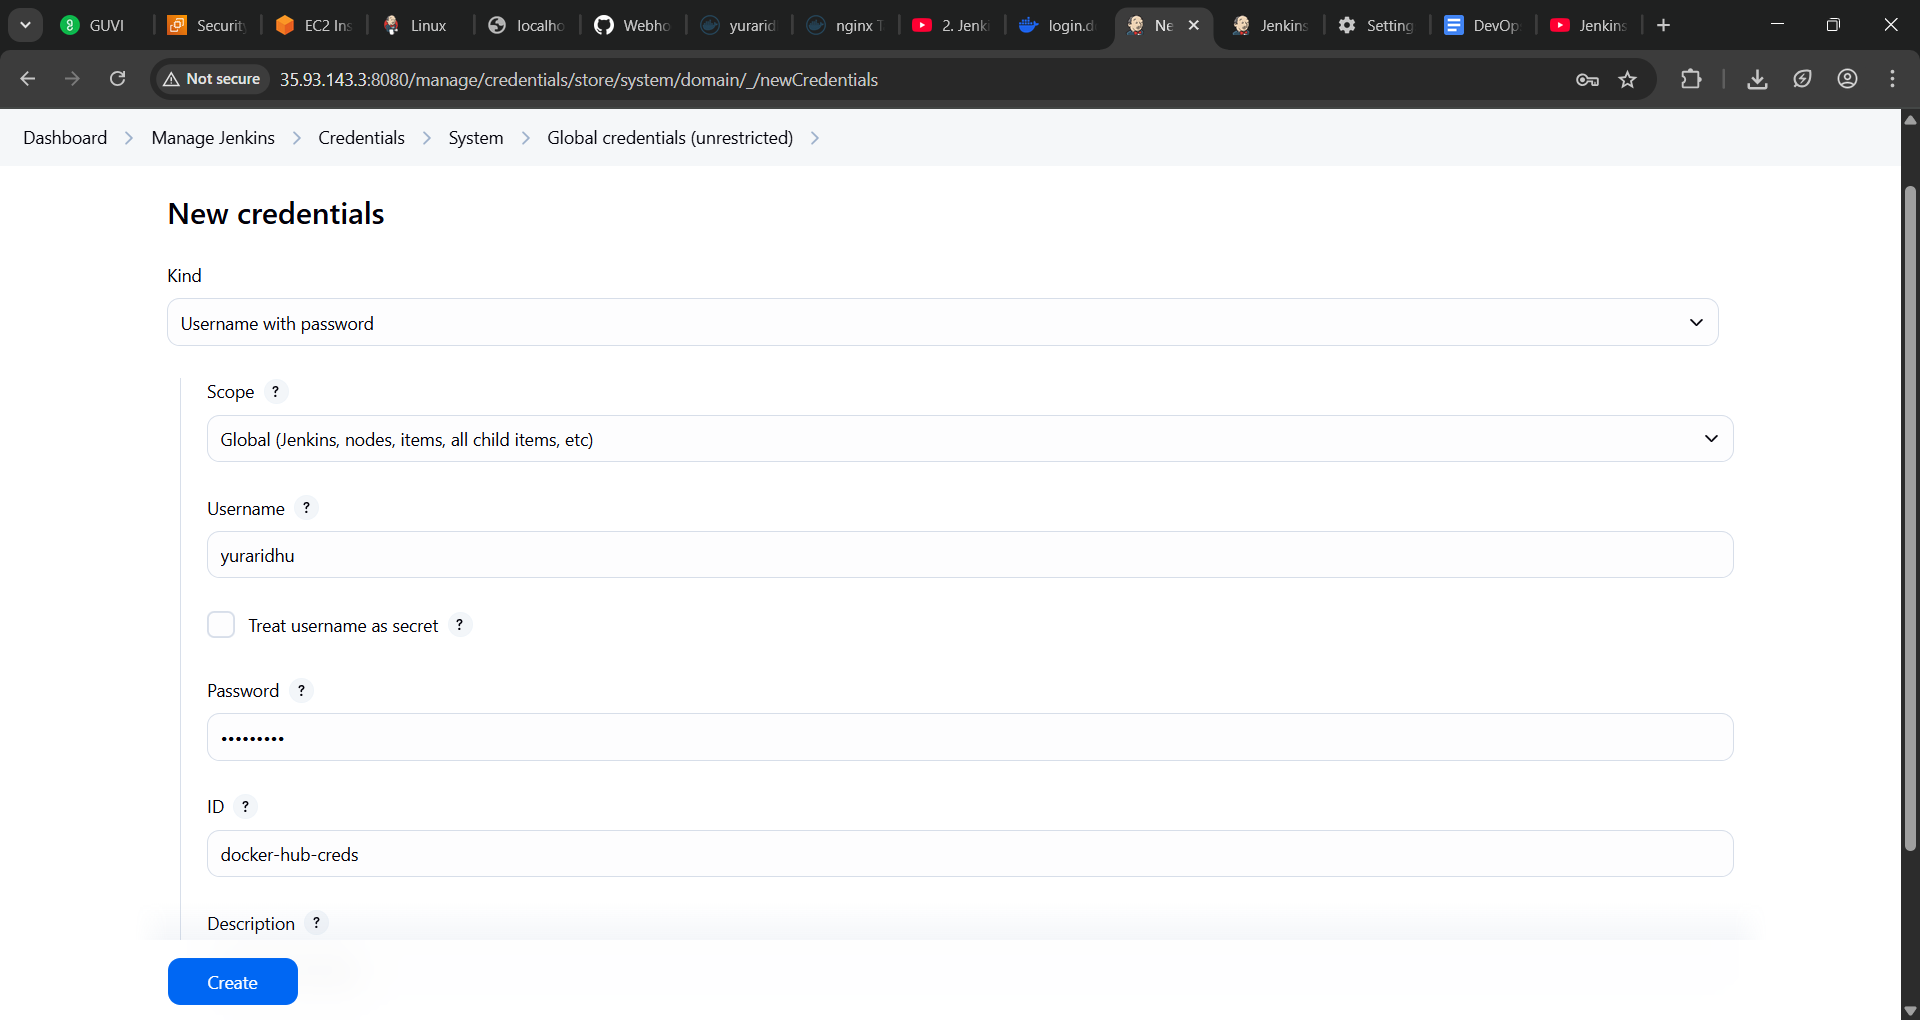 GUVI
Security
EC2 Ins
Linux
localho
Webho
yurarid
nginx T
2. Jenki
login.d
Ne
Jenkins
Setting
DevOp
Jenkins
Not secure
35.93.143.3:8080/manage/credentials/store/system/domain/_/newCredentials
Dashboard > Manage Jenkins > Credentials > System > Global credentials (unrestricted) >
New credentials
Kind
Username with password
Scope ?
Global (Jenkins, nodes, items, all child items, etc)
Username ?
yuraridhu
Treat username as secret ?
Password ?
•••••••••
ID ?
docker-hub-creds
Description ?
Create